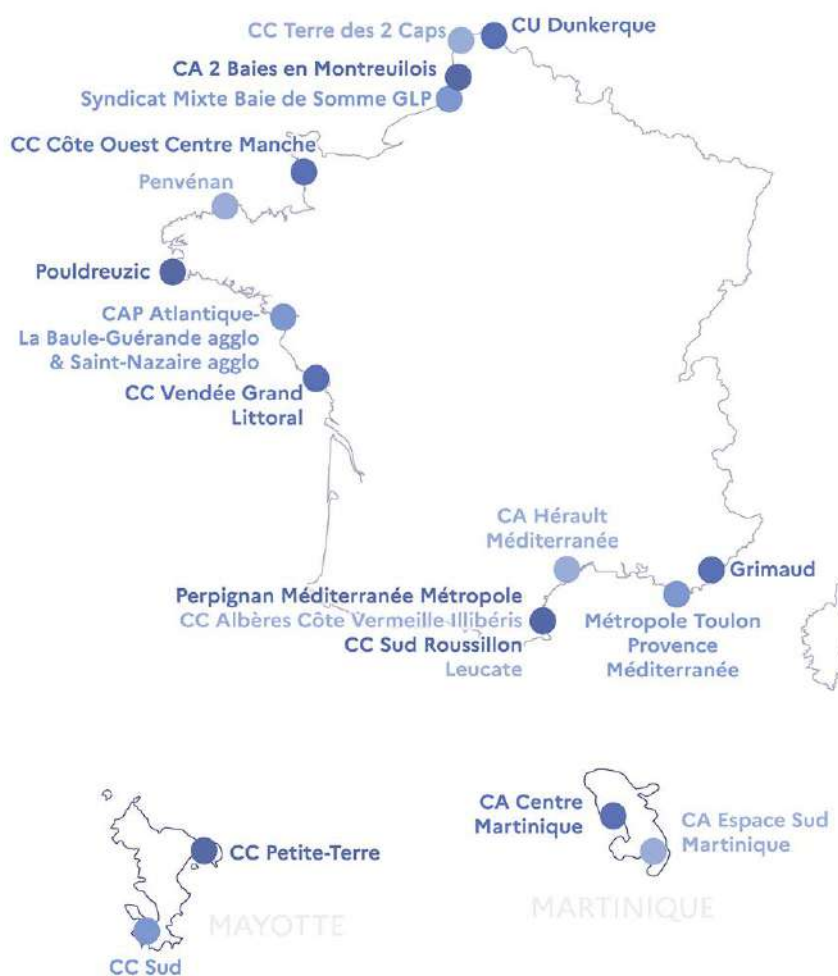 CC Terre des 2 Caps
CU Dunkerque
CA 2 Baies en Montreuilois
Syndicat Mixte Baie de Somme GLP
CC Côte Ouest Centre Manche
Penvénan
Pouldreuzic
CAP Atlantique-
La Baule-Guérande agglo
& Saint-Nazaire agglo
CC Vendée Grand
Littoral
CA Hérault
Méditerranée
Grimaud
Perpignan Méditerranée Métropole
CC Albères Côte Vermeille Illibéris
CC Sud Roussillon
Leucate
Métropole Toulon
Provence
Méditerranée
CA Centre
Martinique
CA Espace Sud
Martinique
CC Petite-Terre
MAYOTTE
MARTINIQUE
CC Sud